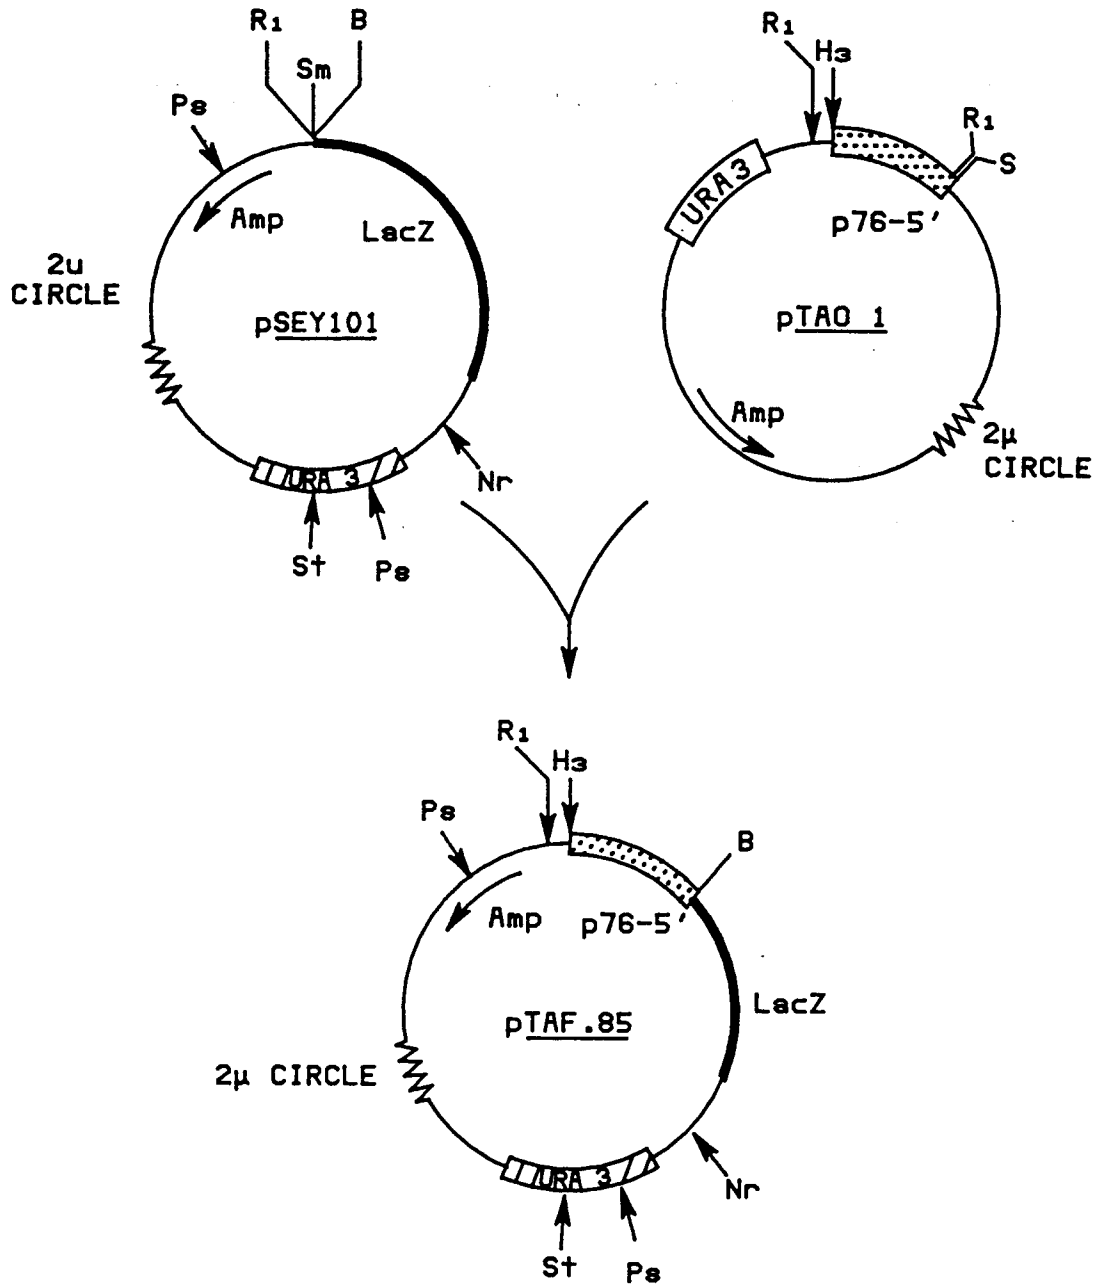 R1
B
Sm
Ps
Amp
LacZ
2u
CIRCLE
pSEY101
URA 3
Nr
St
Ps
R1
H3
R1
S
URA3
p76-5'
pTAO 1
Amp
2μ
CIRCLE
R1
H3
Ps
B
Amp
p76-5'
LacZ
pTAF.85
2μ CIRCLE
URA 3
Nr
St
Ps